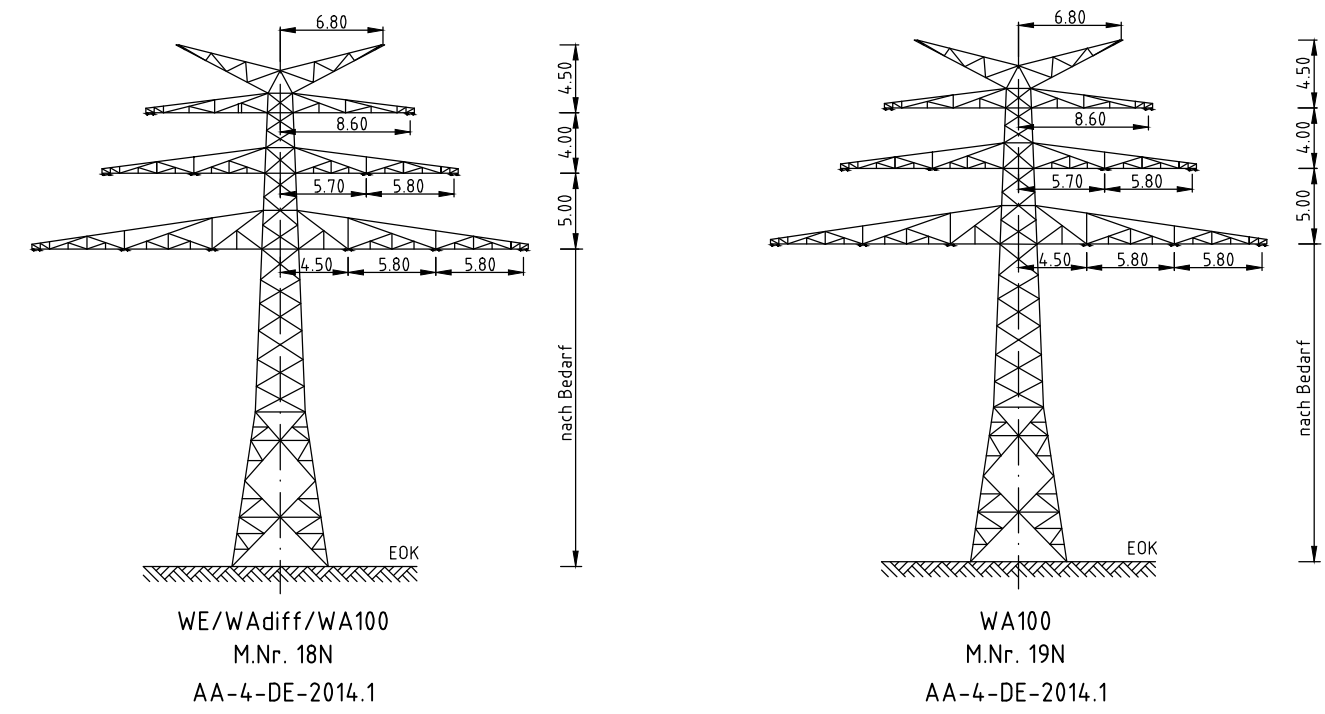 6.80
4.50
8.60
4.00
5.70 5.80
5.00
4.50 5.80 5.80
nach Bedarf
EOK
WE/WAdiff/WA100
M.Nr. 18N
AA-4-DE-2014.1
6.80
4.50
8.60
4.00
5.70 5.80
5.00
4.50 5.80 5.80
nach Bedarf
EOK
WA100
M.Nr. 19N
AA-4-DE-2014.1